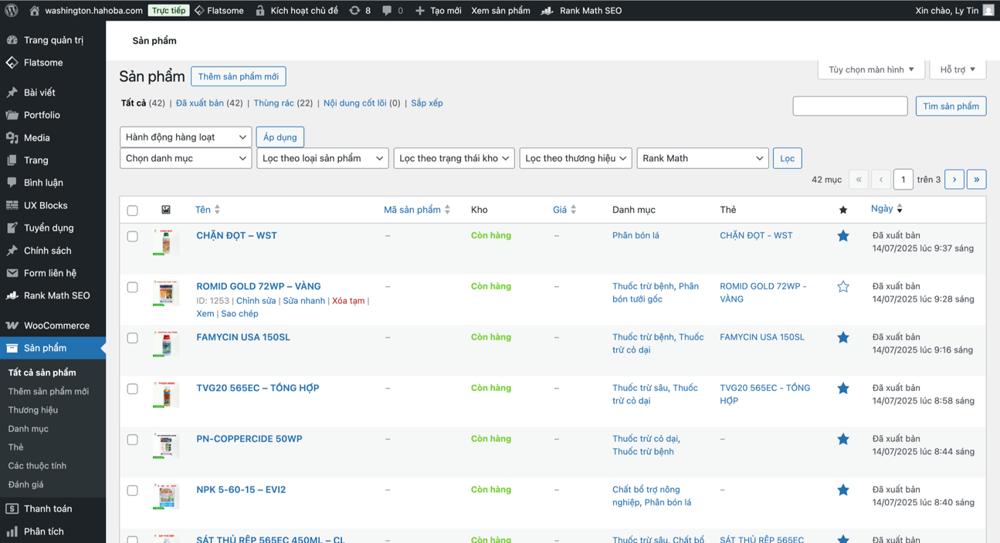 washington.hahoba.com Trực tiếp Flatsome Kích hoạt chủ đề 8 0 Tạo mới Xem sản phẩm Rank Math SEO Xin chào, Ly Tin
Trang quản trị
Flatsome
Bài viết
Portfolio
Media
Trang
Bình luận
UX Blocks
Tuyển dụng
Chính sách
Form liên hệ
Rank Math SEO
WooCommerce
Sản phẩm
Tất cả sản phẩm
Thêm sản phẩm mới
Thương hiệu
Danh mục
Thẻ
Các thuộc tính
Đánh giá
Thanh toán
Phân tích
Sản phẩm
Tùy chọn màn hình ▼ Hỗ trợ ▼
Sản phẩm Thêm sản phẩm mới
Tất cả (42) | Đã xuất bản (42) | Thùng rác (22) | Nội dung cốt lõi (0) | Sắp xếp
Tìm sản phẩm
Hành động hàng loạt Áp dụng
Chọn danh mục Lọc theo loại sản phẩm Lọc theo trạng thái kho Lọc theo thương hiệu Rank Math Lọc
42 mục « ‹ 1 trên 3 › »
Tên Mã sản phẩm Kho Giá Danh mục Thẻ ★ Ngày
CHẶN ĐỌT – WST – Còn hàng – Phân bón lá CHẶN ĐỌT - WST Đã xuất bản
14/07/2025 lúc 9:37 sáng
ROMID GOLD 72WP – VÀNG – Còn hàng – Thuốc trừ bệnh, Phân ROMID GOLD 72WP - Đã xuất bản
ID: 1253 | Chỉnh sửa | Sửa nhanh | Xóa tạm | bón tưới gốc VÀNG 14/07/2025 lúc 9:28 sáng
Xem | Sao chép
FAMYCIN USA 150SL – Còn hàng – Thuốc trừ bệnh, Thuốc FAMYCIN USA 150SL Đã xuất bản
trừ cỏ dại 14/07/2025 lúc 9:16 sáng
TVG20 565EC – TỔNG HỢP – Còn hàng – Thuốc trừ sâu, Thuốc TVG20 565EC - TỔNG Đã xuất bản
trừ cỏ dại HỢP 14/07/2025 lúc 8:58 sáng
PN-COPPERCIDE 50WP – Còn hàng – Thuốc trừ cỏ dại, – Đã xuất bản
Thuốc trừ bệnh 14/07/2025 lúc 8:44 sáng
NPK 5-60-15 – EVI2 – Còn hàng – Chất bổ trợ nông – Đã xuất bản
nghiệp, Phân bón lá 14/07/2025 lúc 8:40 sáng
SÁT THỦ RỆP 565EC 450ML – CL – Còn hàng – Thuốc trừ sâu, Chất bổ SÁT THỦ RỆP 565EC Đã xuất bản